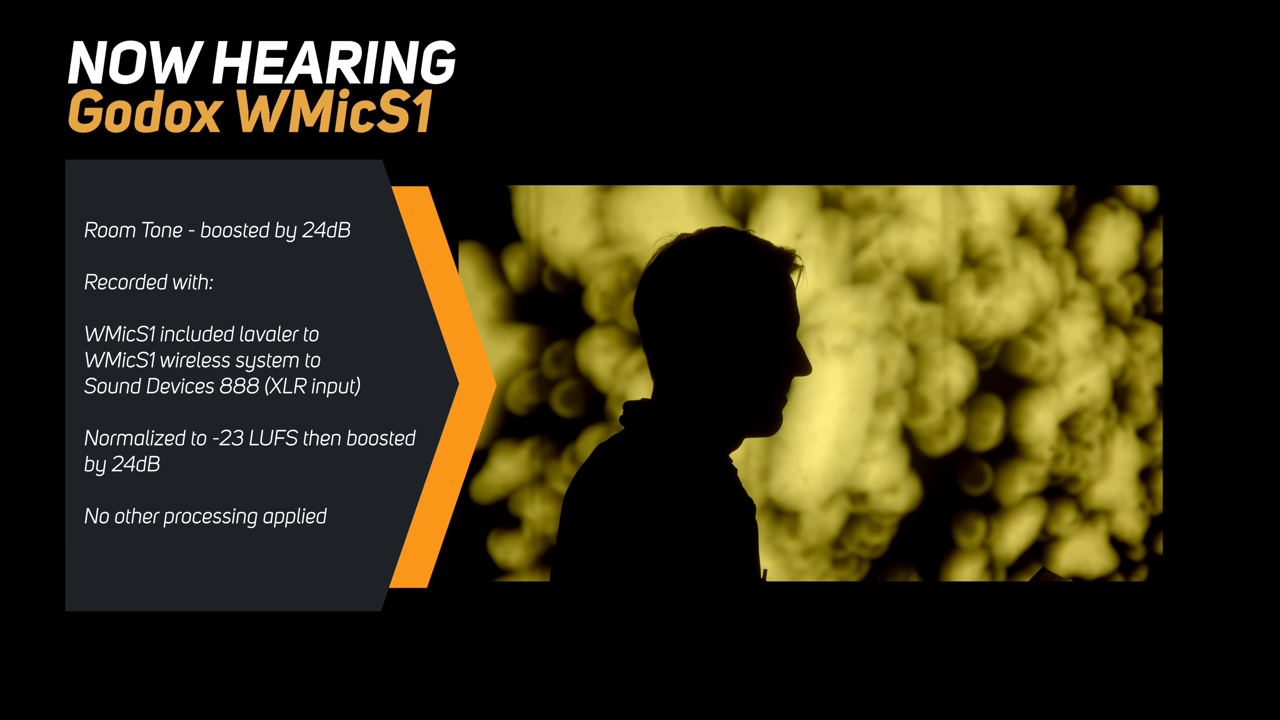 NOW HEARING
Godox WMicS1
Room Tone - boosted by 24dB
Recorded with:
WMicS1 included lavaler to
WMicS1 wireless system to
Sound Devices 888 (XLR input)
Normalized to -23 LUFS then boosted
by 24dB
No other processing applied